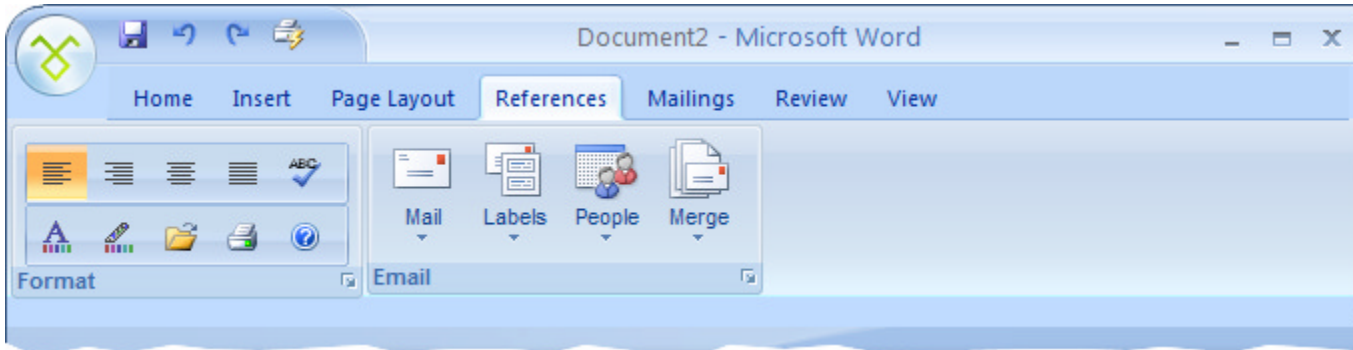 Document2 - Microsoft Word
Home Insert Page Layout References Mailings Review View
ABC
Mail Labels People Merge
A
Format Email